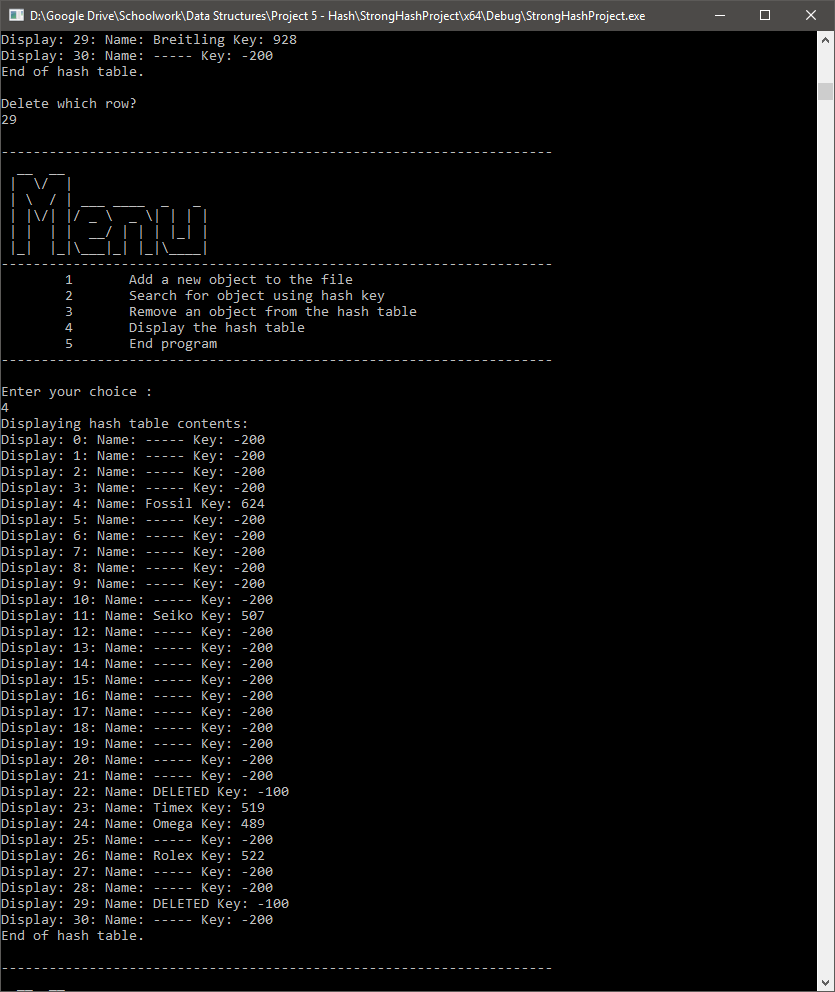 D:\Google Drive\Schoolwork\Data Structures\Project 5 - Hash\StrongHashProject\x64\Debug\StrongHashProject.exe
Display: 29: Name: Breitling Key: 928
Display: 30: Name: ----- Key: -200
End of hash table.
Delete which row?
29
---------------------------------------------------------------------
Menu
---------------------------------------------------------------------
1 Add a new object to the file
2 Search for object using hash key
3 Remove an object from the hash table
4 Display the hash table
5 End program
---------------------------------------------------------------------
Enter your choice :
4
Displaying hash table contents:
Display: 0: Name: ----- Key: -200
Display: 1: Name: ----- Key: -200
Display: 2: Name: ----- Key: -200
Display: 3: Name: ----- Key: -200
Display: 4: Name: Fossil Key: 624
Display: 5: Name: ----- Key: -200
Display: 6: Name: ----- Key: -200
Display: 7: Name: ----- Key: -200
Display: 8: Name: ----- Key: -200
Display: 9: Name: ----- Key: -200
Display: 10: Name: ----- Key: -200
Display: 11: Name: Seiko Key: 507
Display: 12: Name: ----- Key: -200
Display: 13: Name: ----- Key: -200
Display: 14: Name: ----- Key: -200
Display: 15: Name: ----- Key: -200
Display: 16: Name: ----- Key: -200
Display: 17: Name: ----- Key: -200
Display: 18: Name: ----- Key: -200
Display: 19: Name: ----- Key: -200
Display: 20: Name: ----- Key: -200
Display: 21: Name: ----- Key: -200
Display: 22: Name: DELETED Key: -100
Display: 23: Name: Timex Key: 519
Display: 24: Name: Omega Key: 489
Display: 25: Name: ----- Key: -200
Display: 26: Name: Rolex Key: 522
Display: 27: Name: ----- Key: -200
Display: 28: Name: ----- Key: -200
Display: 29: Name: DELETED Key: -100
Display: 30: Name: ----- Key: -200
End of hash table.
---------------------------------------------------------------------